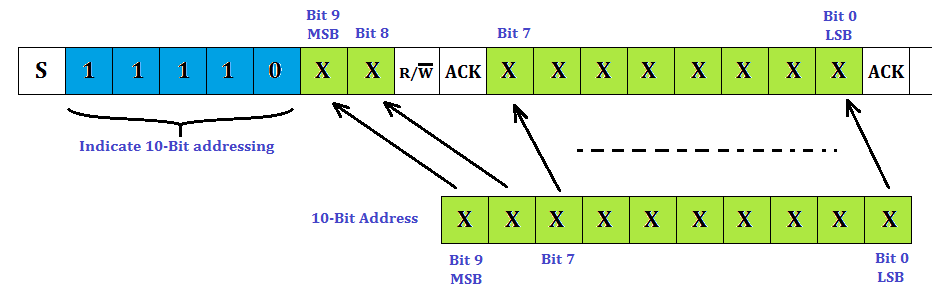 Bit 9
MSB
Bit 8
Bit 7
Bit 0
LSB
S 1 1 1 1 0 X X R/W̅ ACK X X X X X X X X ACK
Indicate 10-Bit addressing
10-Bit Address X X X X X X X X X X
Bit 9
MSB
Bit 7
Bit 0
LSB